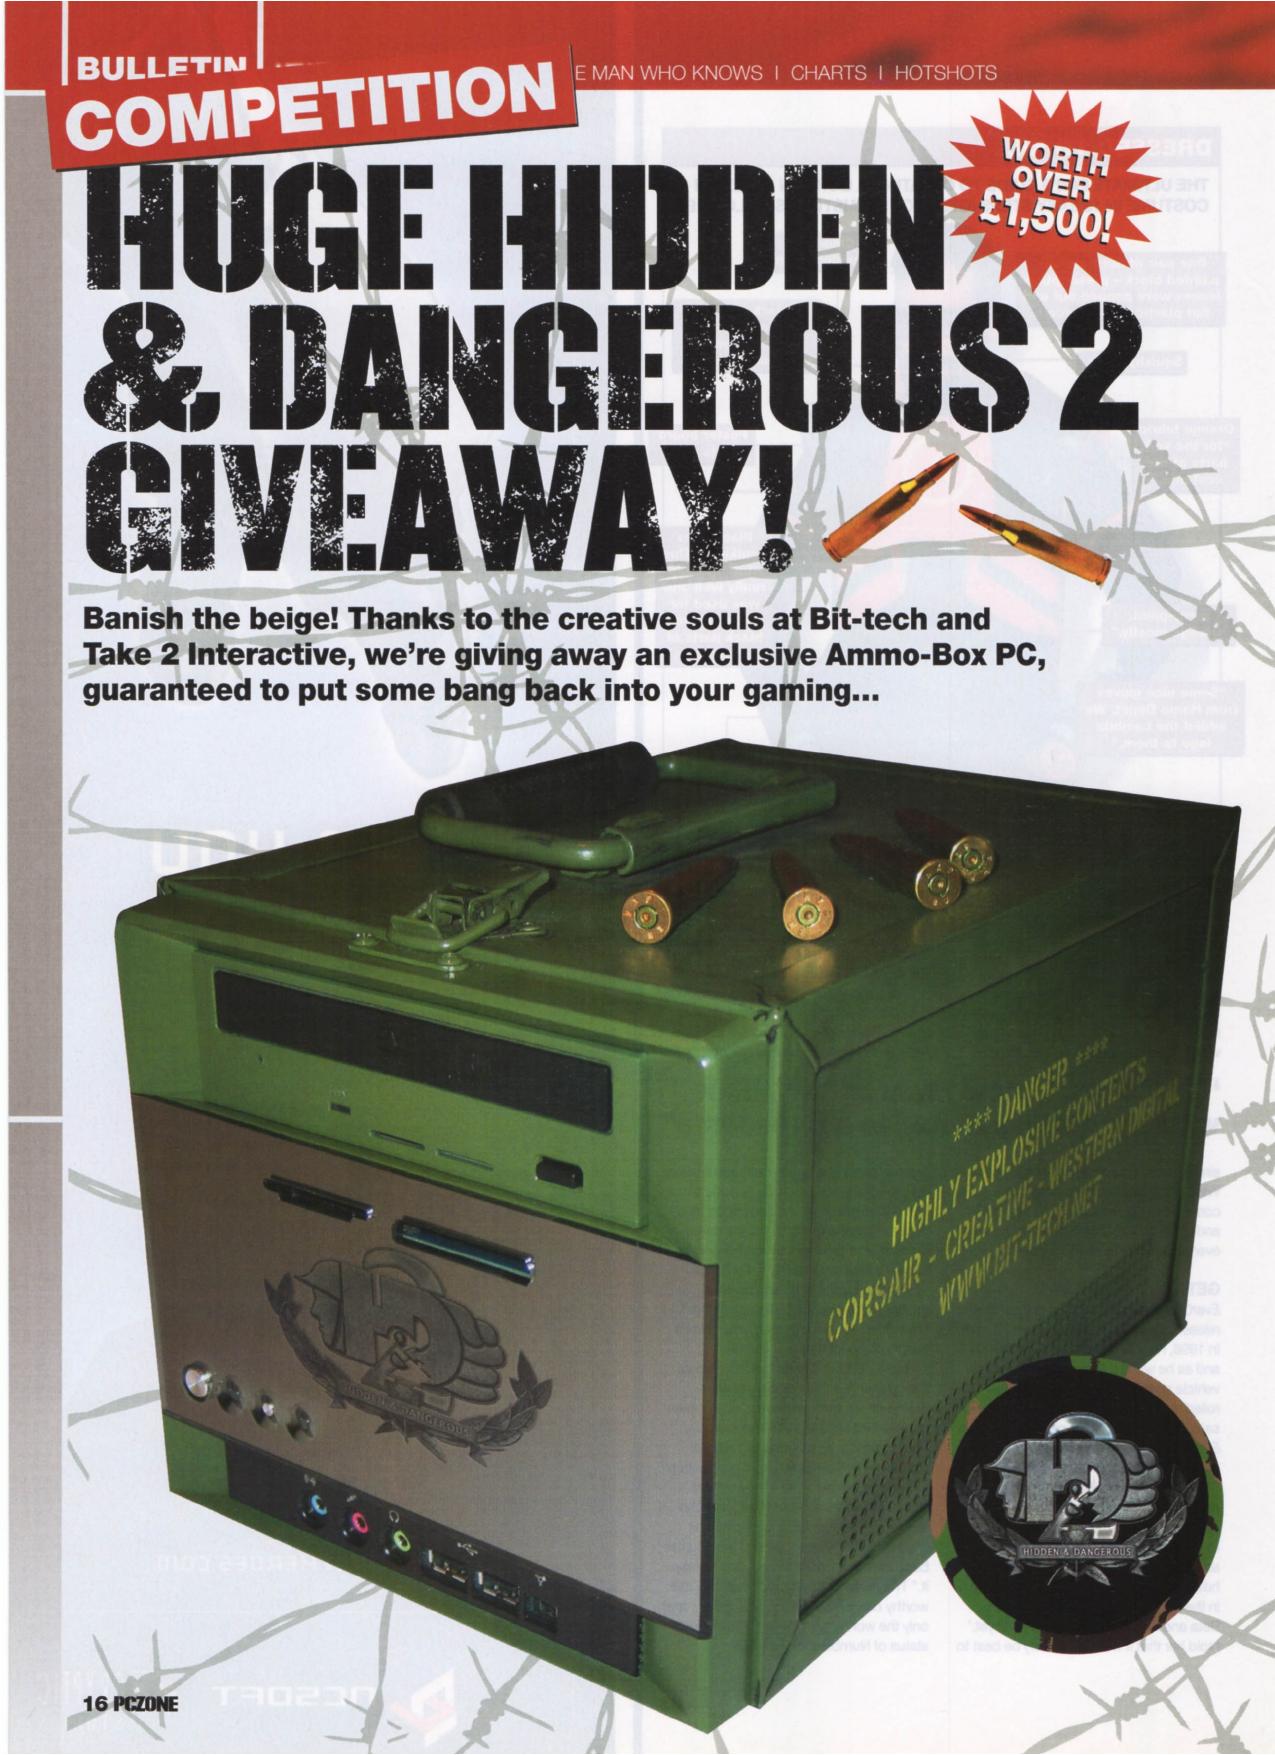 BULLETIN
E MAN WHO KNOWS | CHARTS | HOTSHOTS
COMPETITION
WORTH
OVER
£1,500!
HUGE HIDDEN
& DANGEROUS 2
GIVEAWAY!
Banish the beige! Thanks to the creative souls at Bit-tech and
Take 2 Interactive, we're giving away an exclusive Ammo-Box PC,
guaranteed to put some bang back into your gaming...
**** DANGER ****
HIGHLY EXPLOSIVE CONTENTS
CORSAIR - CREATIVE - WESTERN DIGITAL
WWW.BIT-TECH.NET
HIDDEN & DANGEROUS
HIDDEN & DANGEROUS
16 PCZONE